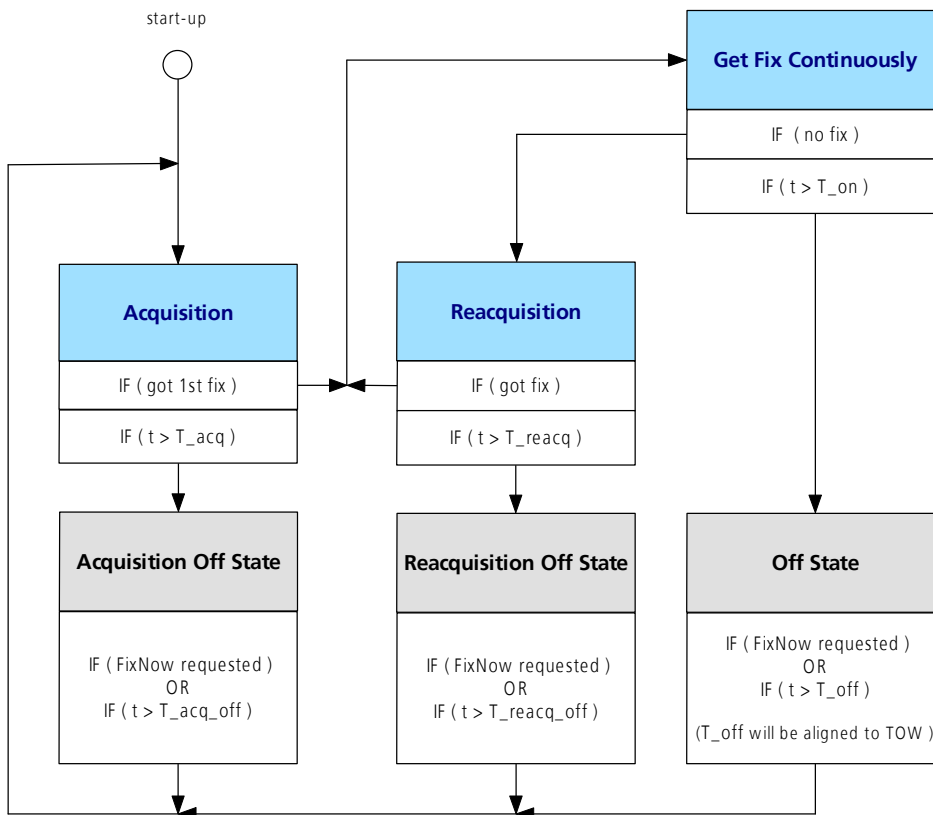 start-up
Get Fix Continuously
IF ( no fix )
IF ( t > T_on )
Acquisition
IF ( got 1st fix )
IF ( t > T_acq )
Reacquisition
IF ( got fix )
IF ( t > T_reacq )
Acquisition Off State
IF ( FixNow requested )
OR
IF ( t > T_acq_off )
Reacquisition Off State
IF ( FixNow requested )
OR
IF ( t > T_reacq_off )
Off State
IF ( FixNow requested )
OR
IF ( t > T_off )
(T_off will be aligned to TOW )